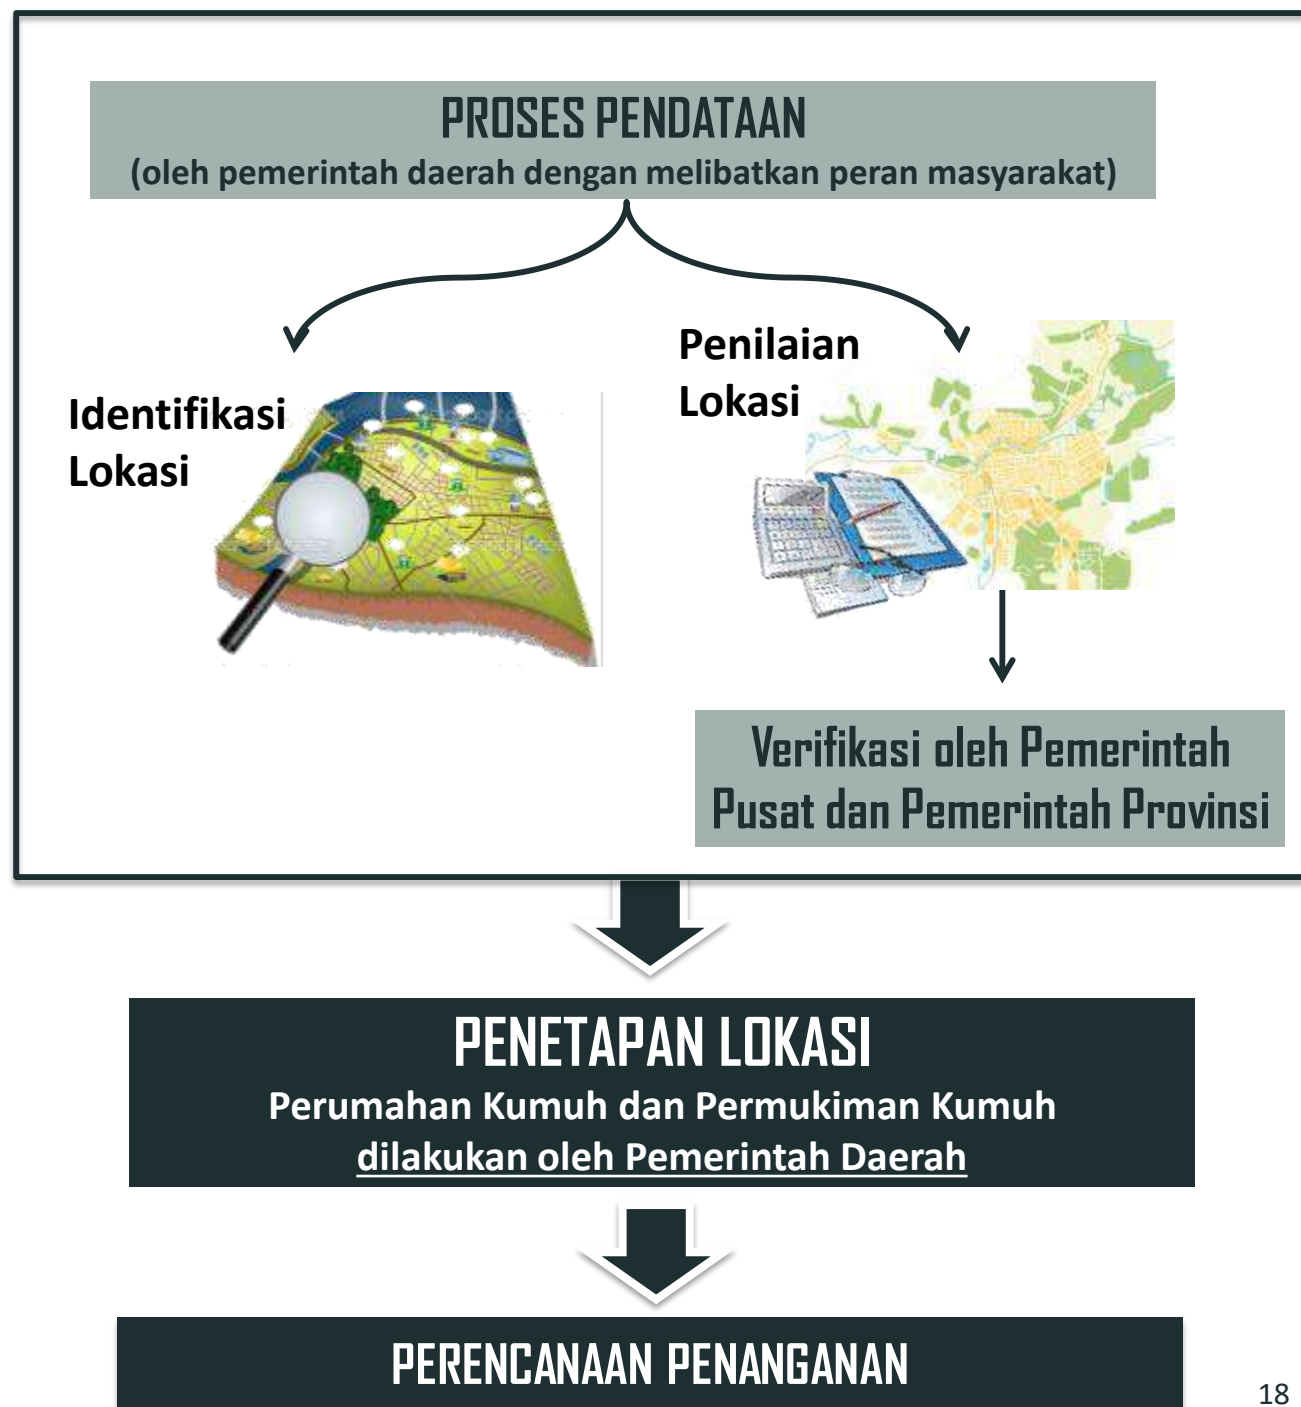 PROSES PENDATAAN
(oleh pemerintah daerah dengan melibatkan peran masyarakat)
Identifikasi
Lokasi
Penilaian
Lokasi
Verifikasi oleh Pemerintah
Pusat dan Pemerintah Provinsi
PENETAPAN LOKASI
Perumahan Kumuh dan Permukiman Kumuh
dilakukan oleh Pemerintah Daerah
PERENCANAAN PENANGANAN
18